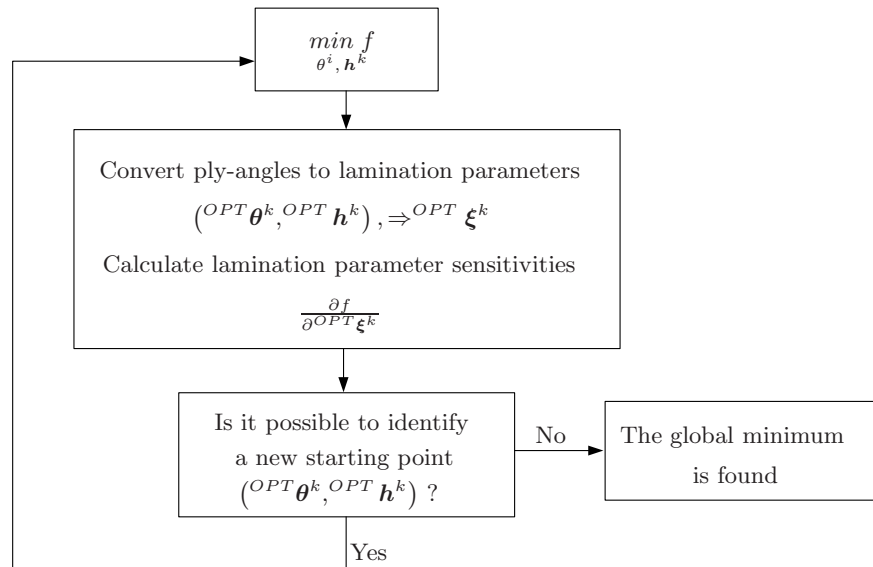 min f
θ^i, h^k
Convert ply-angles to lamination parameters
(^{OPT}θ^k,^{OPT} h^k) ,⇒^{OPT} ξ^k
Calculate lamination parameter sensitivities
∂f
∂^{OPT}ξ^k
Is it possible to identify
a new starting point
(^{OPT}θ^k,^{OPT} h^k) ?
No
The global minimum
is found
Yes